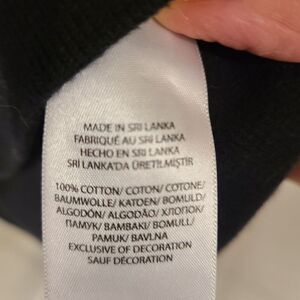 MADE IN SRI LANKA
FABRIQUÉ AU SRI LANKA
HECHO EN SRI LANKA
SRİ LANKA'DA ÜRETİLMİŞTİR
100% COTTON/ COTON/ COTONE/
BAUMWOLLE/ KATOEN/ BOMULD/
ALGODÓN/ ALGODÃO/ ХЛОПОК/
ПАМУК/ BAMBAKI/ BOMULL/
PAMUK/ BAVLNA
EXCLUSIVE OF DECORATION
SAUF DÉCORATION